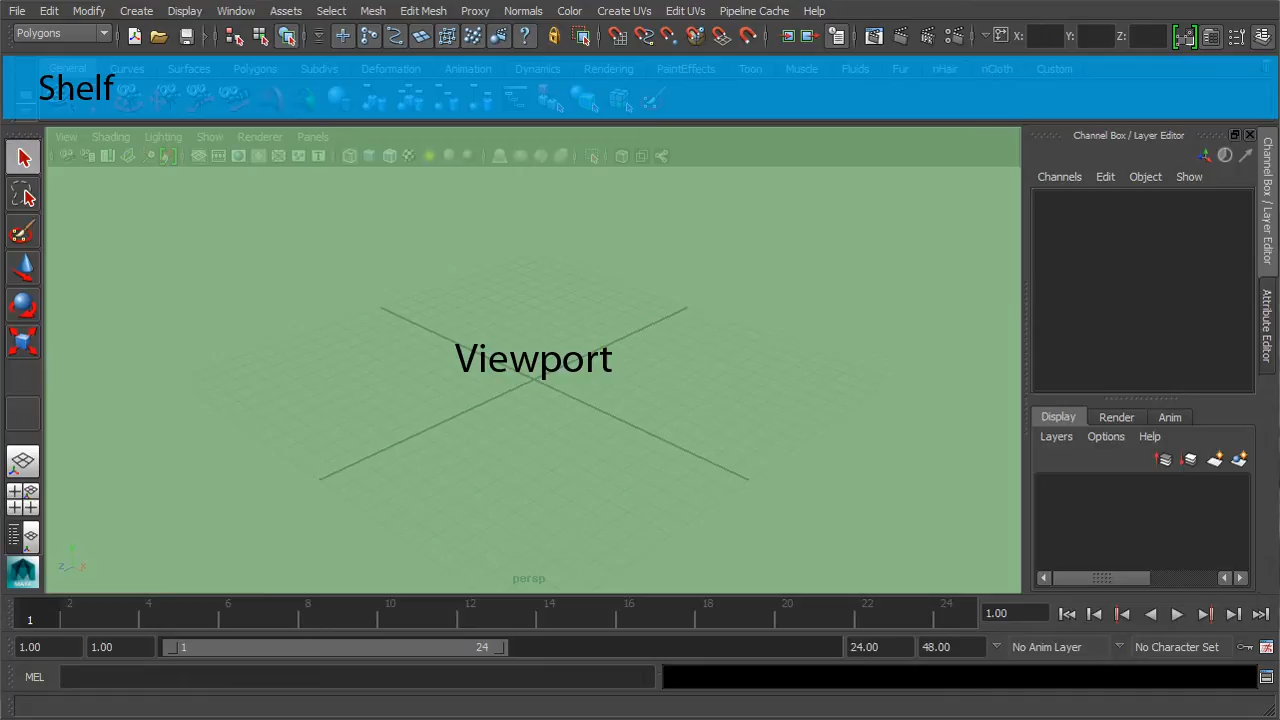 File Edit Modify Create Display Window Assets Select Mesh Edit Mesh Proxy Normals Color Create UVs Edit UVs Pipeline Cache Help
Polygons X: Y: Z:
General Curves Surfaces Polygons Subdivs Deformation Animation Dynamics Rendering PaintEffects Toon Muscle Fluids Fur nHair nCloth Custom
Shelf
View Shading Lighting Show Renderer Panels
Channel Box / Layer Editor
Channels Edit Object Show
Channel Box / Layer Editor
Attribute Editor
Viewport
persp
Y
Z X
Display Render Anim
Layers Options Help
2 4 6 8 10 12 14 16 18 20 22 24
1
1.00
1.00 1.00 1 24 24.00 48.00 No Anim Layer No Character Set
MEL